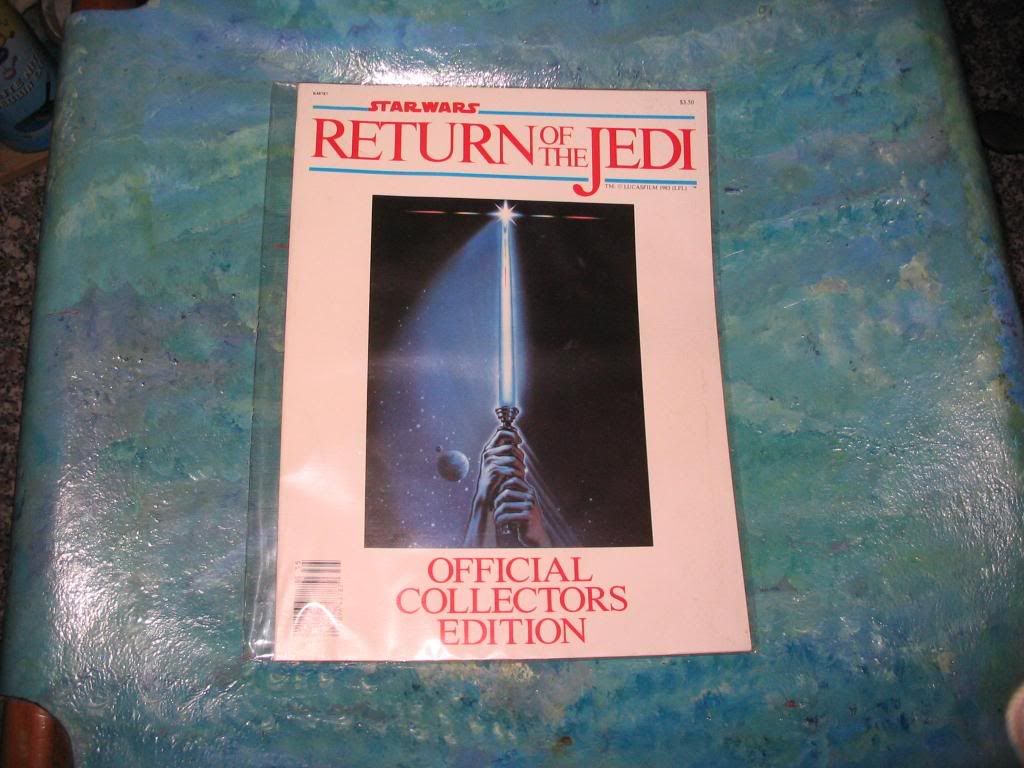 $3.50
STAR WARS
RETURN OF THE JEDI
TM: © LUCASFILM 1983 (LFL)
OFFICIAL
COLLECTORS
EDITION